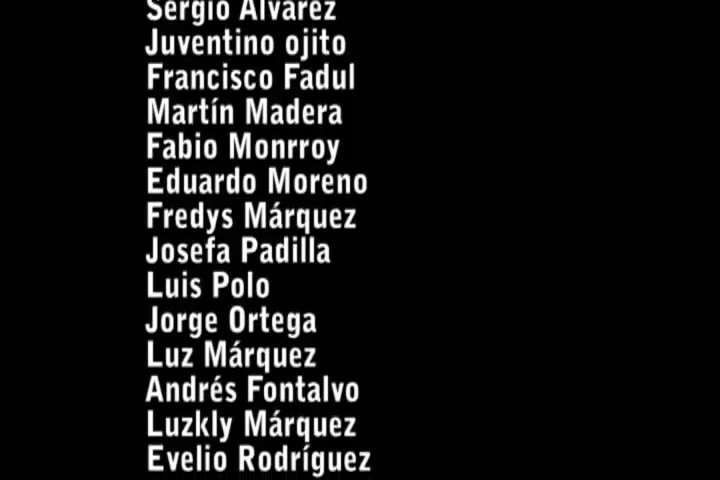 Sergio Alvarez
Juventino ojito
Francisco Fadul
Martín Madera
Fabio Monrroy
Eduardo Moreno
Fredys Márquez
Josefa Padilla
Luis Polo
Jorge Ortega
Luz Márquez
Andrés Fontalvo
Luzkly Márquez
Evelio Rodríguez